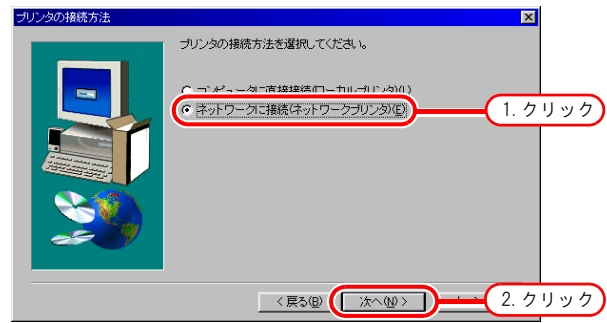 プリンタの接続方法
プリンタの接続方法を選択してください。
コンピュータに直接接続(ローカルプリンタ)(L)
ネットワークに接続(ネットワークプリンタ)(E)
1.クリック
< 戻る(B)
次へ(N) >
2.クリック